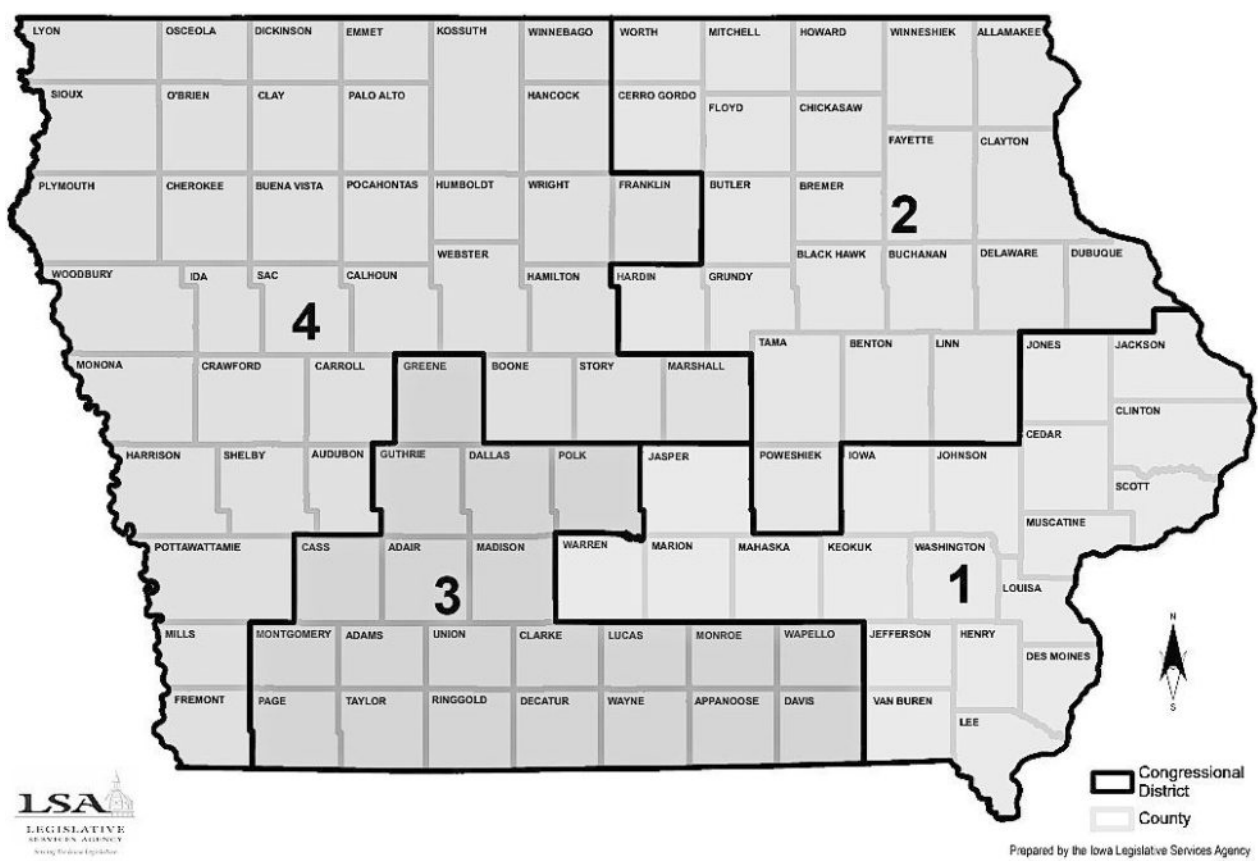 LYON OSCEOLA DICKINSON EMMET KOSSUTH WINNEBAGO WORTH MITCHELL HOWARD WINNESHIEK ALLAMAKEE
SIOUX O'BRIEN CLAY PALO ALTO HANCOCK CERRO GORDO
FLOYD CHICKASAW
FAYETTE CLAYTON
PLYMOUTH CHEROKEE BUENA VISTA POCAHONTAS HUMBOLDT WRIGHT FRANKLIN BUTLER BREMER
2
WEBSTER BLACK HAWK BUCHANAN DELAWARE DUBUQUE
WOODBURY IDA SAC CALHOUN HAMILTON HARDIN GRUNDY
4
TAMA BENTON LINN JONES JACKSON
MONONA CRAWFORD CARROLL GREENE BOONE STORY MARSHALL
CLINTON
CEDAR
HARRISON SHELBY AUDUBON GUTHRIE DALLAS POLK JASPER POWESHIEK IOWA JOHNSON
SCOTT
MUSCATINE
POTTAWATTAMIE CASS ADAIR MADISON WARREN MARION MAHASKA KEOKUK WASHINGTON
3 1
LOUISA
MILLS MONTGOMERY ADAMS UNION CLARKE LUCAS MONROE WAPELLO JEFFERSON HENRY
DES MOINES
FREMONT PAGE TAYLOR RINGGOLD DECATUR WAYNE APPANOOSE DAVIS VAN BUREN
LEE
N
S
Congressional
District
County
LSA
LEGISLATIVE
SERVICES AGENCY
Prepared by the Iowa Legislative Services Agency